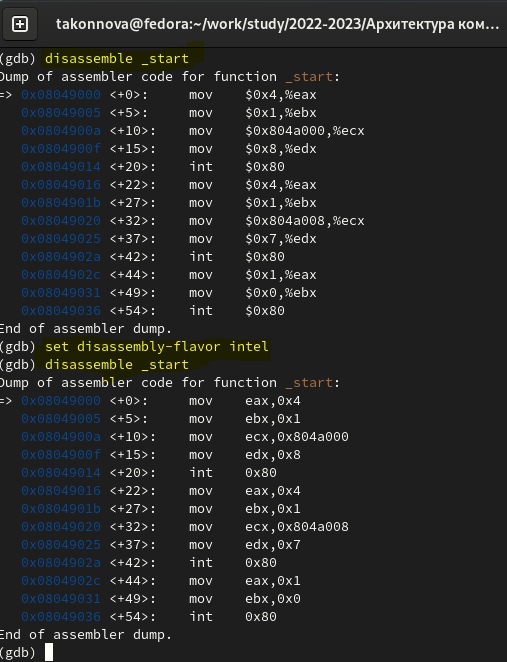 takonnova@fedora:~/work/study/2022-2023/Архитектура ком...
(gdb) disassemble _start
Dump of assembler code for function _start:
=> 0x08049000 <+0>:    mov    $0x4,%eax
   0x08049005 <+5>:    mov    $0x1,%ebx
   0x0804900a <+10>:    mov    $0x804a000,%ecx
   0x0804900f <+15>:    mov    $0x8,%edx
   0x08049014 <+20>:    int    $0x80
   0x08049016 <+22>:    mov    $0x4,%eax
   0x0804901b <+27>:    mov    $0x1,%ebx
   0x08049020 <+32>:    mov    $0x804a008,%ecx
   0x08049025 <+37>:    mov    $0x7,%edx
   0x0804902a <+42>:    int    $0x80
   0x0804902c <+44>:    mov    $0x1,%eax
   0x08049031 <+49>:    mov    $0x0,%ebx
   0x08049036 <+54>:    int    $0x80
End of assembler dump.
(gdb) set disassembly-flavor intel
(gdb) disassemble _start
Dump of assembler code for function _start:
=> 0x08049000 <+0>:    mov    eax,0x4
   0x08049005 <+5>:    mov    ebx,0x1
   0x0804900a <+10>:    mov    ecx,0x804a000
   0x0804900f <+15>:    mov    edx,0x8
   0x08049014 <+20>:    int    0x80
   0x08049016 <+22>:    mov    eax,0x4
   0x0804901b <+27>:    mov    ebx,0x1
   0x08049020 <+32>:    mov    ecx,0x804a008
   0x08049025 <+37>:    mov    edx,0x7
   0x0804902a <+42>:    int    0x80
   0x0804902c <+44>:    mov    eax,0x1
   0x08049031 <+49>:    mov    ebx,0x0
   0x08049036 <+54>:    int    0x80
End of assembler dump.
(gdb)